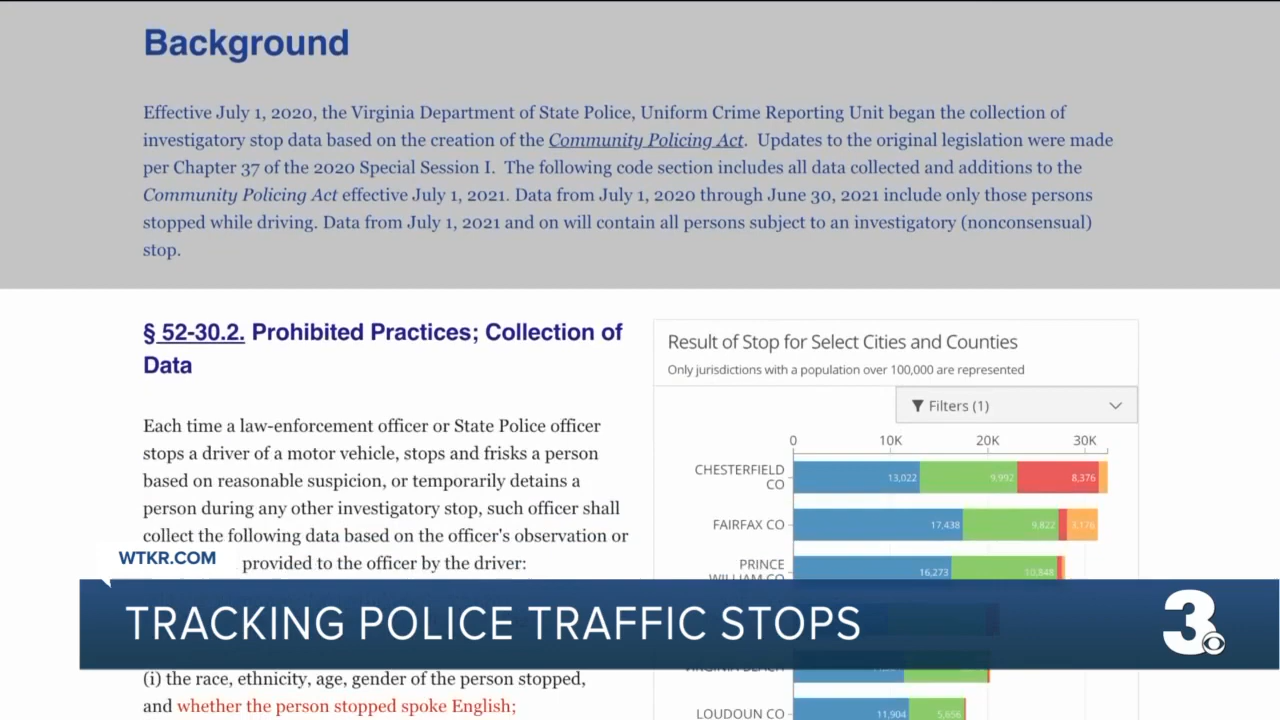 Background
Effective July 1, 2020, the Virginia Department of State Police, Uniform Crime Reporting Unit began the collection of
investigatory stop data based on the creation of the Community Policing Act.  Updates to the original legislation were made
per Chapter 37 of the 2020 Special Session I.  The following code section includes all data collected and additions to the
Community Policing Act effective July 1, 2021. Data from July 1, 2020 through June 30, 2021 include only those persons
stopped while driving. Data from July 1, 2021 and on will contain all persons subject to an investigatory (nonconsensual)
stop.
§ 52-30.2. Prohibited Practices; Collection of
Data
Each time a law-enforcement officer or State Police officer
stops a driver of a motor vehicle, stops and frisks a person
based on reasonable suspicion, or temporarily detains a
person during any other investigatory stop, such officer shall
collect the following data based on the officer's observation or
provided to the officer by the driver:
(i) the race, ethnicity, age, gender of the person stopped,
and whether the person stopped spoke English;
Result of Stop for Select Cities and Counties
Only jurisdictions with a population over 100,000 are represented
Filters (1)
0 10K 20K 30K
CHESTERFIELD
CO
13,022 9,992 8,376
FAIRFAX CO
17,438 9,822 3,176
PRINCE
WILLIAM CO
16,273 10,848
VIRGINIA BEACH
LOUDOUN CO
11,904 5,656
WTKR.COM
TRACKING POLICE TRAFFIC STOPS
3